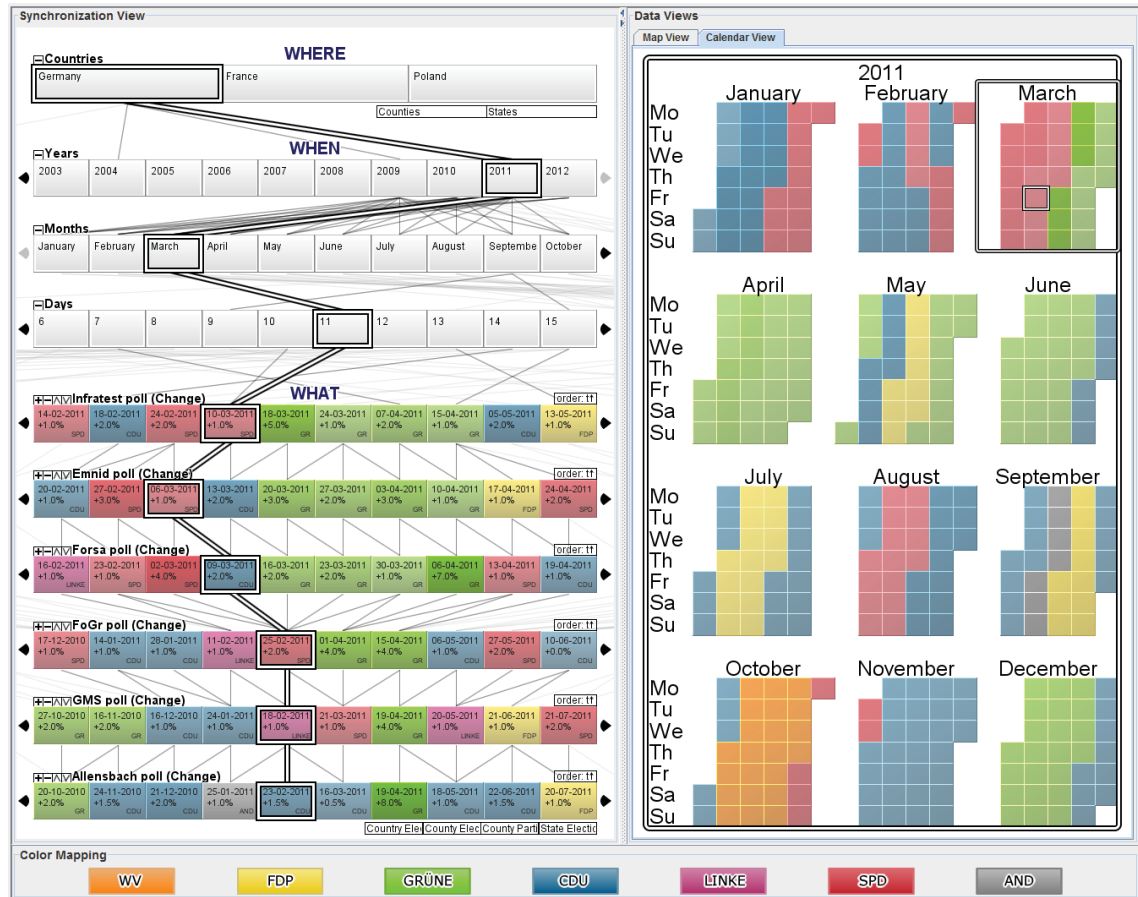 Synchronization View
WHERE
Countries
Germany France Poland
Counties States
WHEN
Years
2003 2004 2005 2006 2007 2008 2009 2010 2011 2012
Months
January February March April May June July August Septembe October
Days
6 7 8 9 10 11 12 13 14 15
WHAT
Infratest poll (Change) order: ††
14-02-2011 18-02-2011 24-02-2011 10-03-2011 18-03-2011 24-03-2011 07-04-2011 15-04-2011 05-05-2011 13-05-2011
+1.0% +2.0% +2.0% +1.0% +5.0% +1.0% +2.0% +1.0% +2.0% +1.0%
SPD CDU SPD SPD GR GR GR GR CDU FDP
Emnid poll (Change) order: ††
20-02-2011 27-02-2011 06-03-2011 13-03-2011 20-03-2011 27-03-2011 03-04-2011 10-04-2011 17-04-2011 24-04-2011
+1.0% +3.0% +1.0% +2.0% +3.0% +2.0% +3.0% +1.0% +1.0% +2.0%
CDU SPD SPD CDU GR GR GR GR FDP SPD
Forsa poll (Change) order: ††
16-02-2011 23-02-2011 02-03-2011 09-03-2011 16-03-2011 23-03-2011 30-03-2011 06-04-2011 13-04-2011 19-04-2011
+1.0% +1.0% +4.0% +2.0% +2.0% +2.0% +1.0% +7.0% +1.0% +1.0%
LINKE SPD SPD CDU GR GR GR GR SPD CDU
FoGr poll (Change) order: ††
17-12-2010 14-01-2011 28-01-2011 11-02-2011 25-02-2011 01-04-2011 15-04-2011 06-05-2011 27-05-2011 10-06-2011
+1.0% +1.0% +1.0% +1.0% +2.0% +4.0% +4.0% +1.0% +2.0% +0.0%
SPD CDU CDU LINKE SPD GR GR CDU SPD CDU
GMS poll (Change) order: ††
27-10-2010 16-11-2010 16-12-2010 24-01-2011 18-02-2011 21-03-2011 19-04-2011 20-05-2011 21-06-2011 21-07-2011
+2.0% +2.0% +1.0% +1.0% +1.0% +1.0% +4.0% +1.0% +1.0% +2.0%
GR GR CDU CDU LINKE SPD GR LINKE FDP SPD
Allensbach poll (Change) order: ††
20-10-2010 24-11-2010 21-12-2010 25-01-2011 23-02-2011 16-03-2011 19-04-2011 18-05-2011 22-06-2011 20-07-2011
+2.0% +1.5% +2.0% +1.0% +1.5% +0.5% +8.0% +1.0% +1.5% +1.0%
GR CDU CDU AND CDU CDU GR CDU CDU FDP
Country Elec County Elec County Parti State Electio
Data Views
Map View Calendar View
2011
January February March
Mo
Tu
We
Th
Fr
Sa
Su
April May June
Mo
Tu
We
Th
Fr
Sa
Su
July August September
Mo
Tu
We
Th
Fr
Sa
Su
October November December
Mo
Tu
We
Th
Fr
Sa
Su
Color Mapping
WV FDP GRÜNE CDU LINKE SPD AND